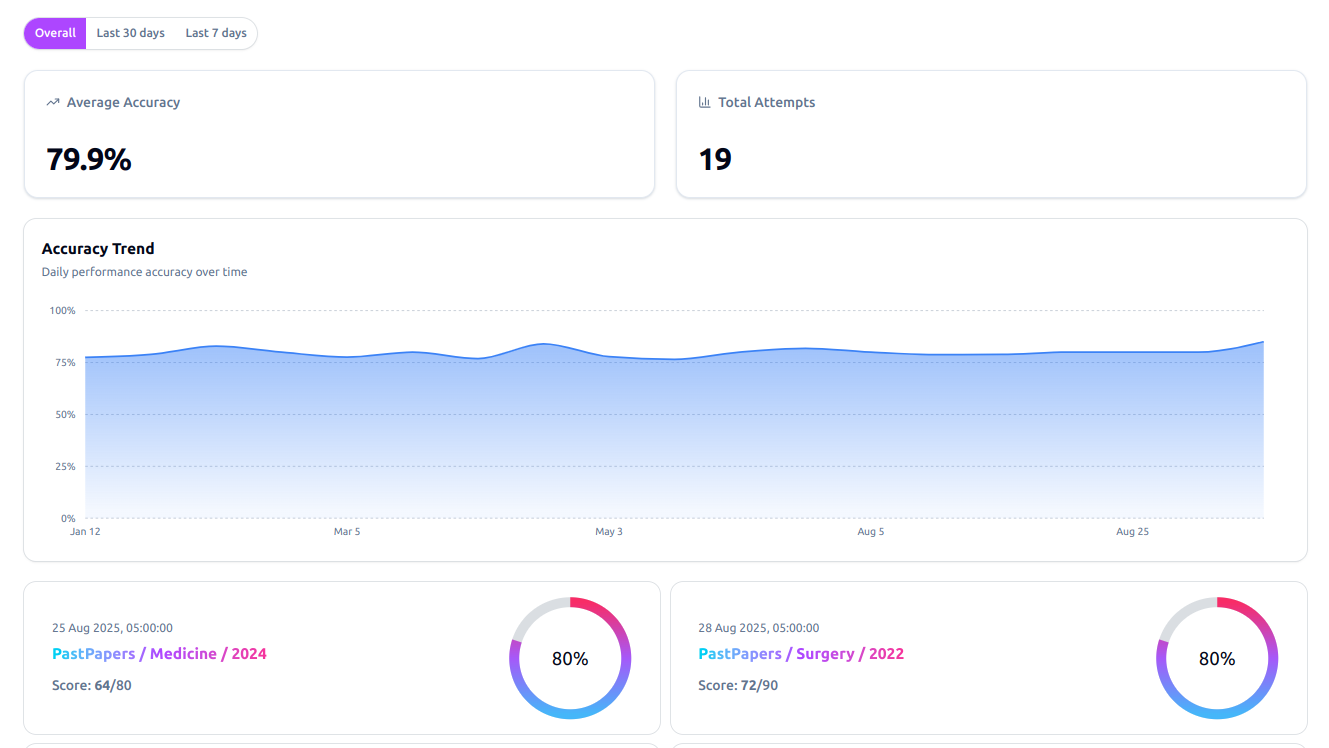 Overall Last 30 days Last 7 days
Average Accuracy
79.9%
Total Attempts
19
Accuracy Trend
Daily performance accuracy over time
100%
75%
50%
25%
0%
Jan 12 Mar 5 May 3 Aug 5 Aug 25
25 Aug 2025, 05:00:00
PastPapers / Medicine / 2024
Score: 64/80
80%
28 Aug 2025, 05:00:00
PastPapers / Surgery / 2022
Score: 72/90
80%